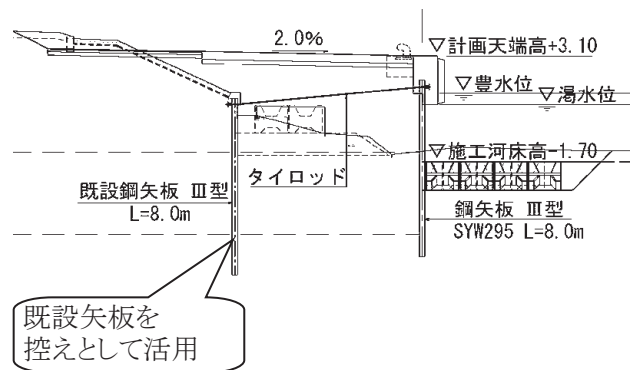 2.0%
▽計画天端高+3.10
▽豊水位
▽渇水位
▽施工河床高-1.70
タイロッド
既設鋼矢板 Ⅲ型
L=8.0m
鋼矢板 Ⅲ型
SYW295 L=8.0m
既設矢板を
控えとして活用